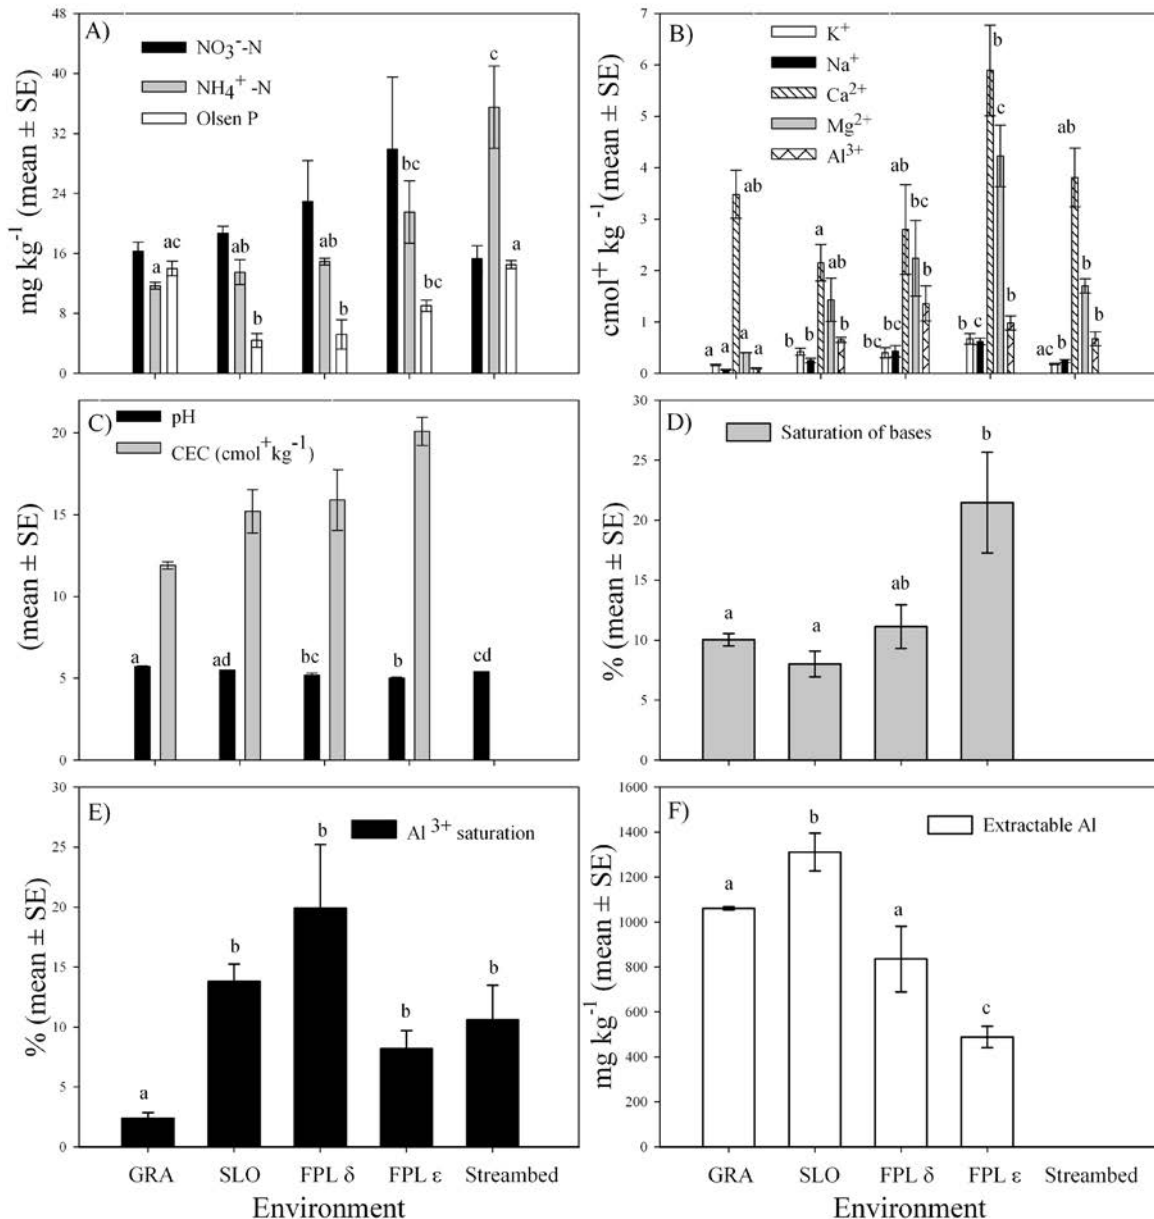 A)
NO₃⁻-N
NH₄⁺ -N
Olsen P
mg kg⁻¹ (mean ± SE)
48
36
24
16
8
0
a
ac
ab
b
ab
b
bc
bc
c
a
B)
K⁺
Na⁺
Ca²⁺
Mg²⁺
Al³⁺
cmol⁺ kg⁻¹(mean ± SE)
7
6
5
4
3
2
1
0
a
a
ab
a
a
b
b
a
ab
b
bc
bc
ab
bc
b
b
c
b
c
b
ac
b
ab
b
b
C)
pH
CEC (cmol⁺kg⁻¹)
(mean ± SE)
20
15
10
5
0
a
ad
bc
b
cd
D)
Saturation of bases
% (mean ± SE)
30
25
20
15
10
5
0
a
a
ab
b
E)
Al ³⁺ saturation
% (mean ± SE)
30
25
20
15
10
5
0
a
b
b
b
b
GRA SLO FPL δ FPL ε Streambed
Environment
F)
Extractable Al
mg kg⁻¹ (mean ± SE)
1600
1400
1200
1000
800
600
400
200
0
a
b
a
c
GRA SLO FPL δ FPL ε Streambed
Environment